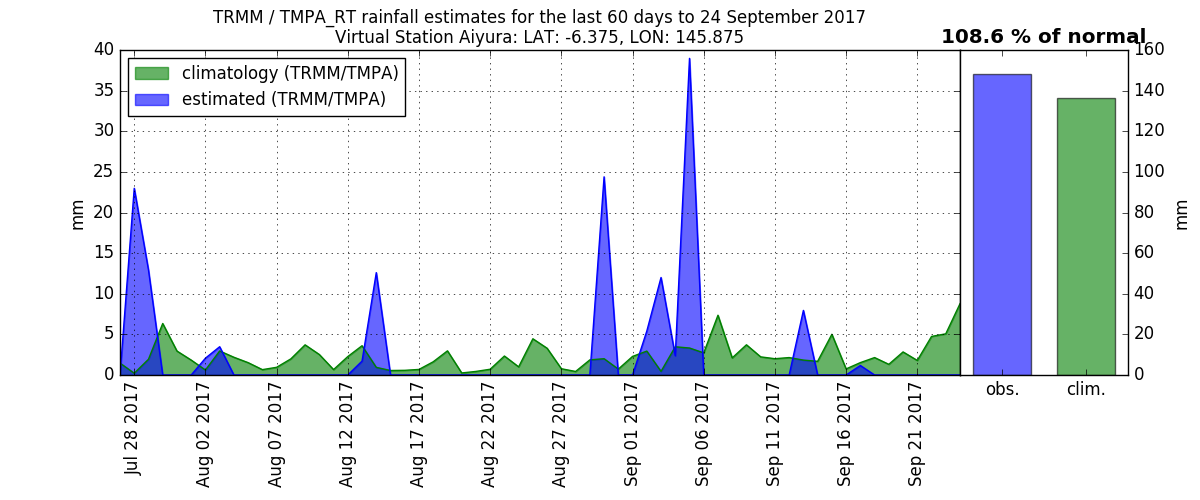 TRMM / TMPA_RT rainfall estimates for the last 60 days to 24 September 2017
Virtual Station Aiyura: LAT: -6.375, LON: 145.875
108.6 % of normal
climatology (TRMM/TMPA)
estimated (TRMM/TMPA)
mm
40
35
30
25
20
15
10
5
0
Jul 28 2017
Aug 02 2017
Aug 07 2017
Aug 12 2017
Aug 17 2017
Aug 22 2017
Aug 27 2017
Sep 01 2017
Sep 06 2017
Sep 11 2017
Sep 16 2017
Sep 21 2017
obs.
clim.
160
140
120
100
80
60
40
20
0
mm